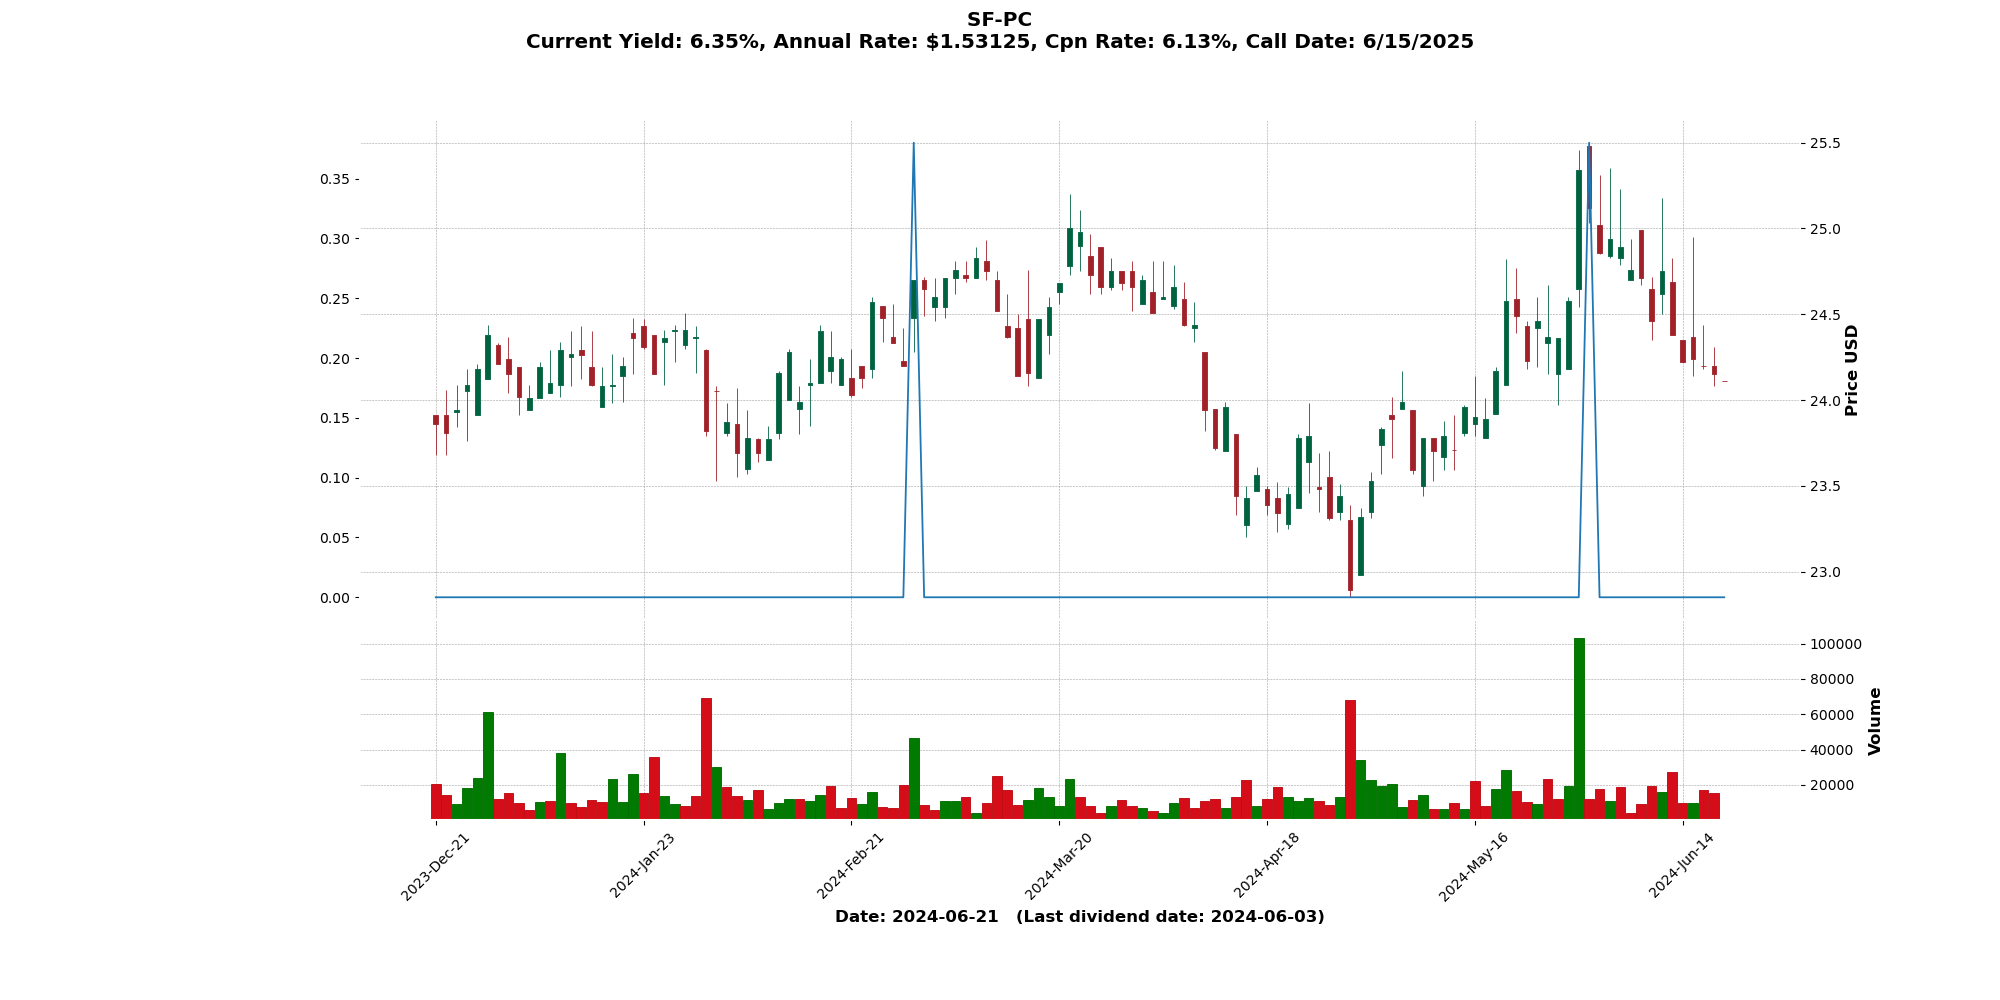 SF-PC
Current Yield: 6.35%, Annual Rate: $1.53125, Cpn Rate: 6.13%, Call Date: 6/15/2025
0.35
0.30
0.25
0.20
0.15
0.10
0.05
0.00
25.5
25.0
24.5
24.0
23.5
23.0
Price USD
100000
80000
60000
40000
20000
Volume
2023-Dec-21
2024-Jan-23
2024-Feb-21
2024-Mar-20
2024-Apr-18
2024-May-16
2024-Jun-14
Date: 2024-06-21 (Last dividend date: 2024-06-03)